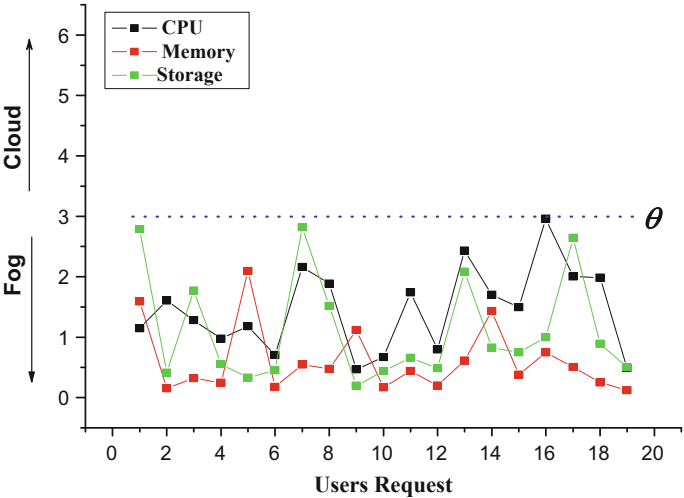 CPU
Memory
Storage
6
5
4
3
2
1
0
Cloud
Fog
θ
0 2 4 6 8 10 12 14 16 18 20
Users Request